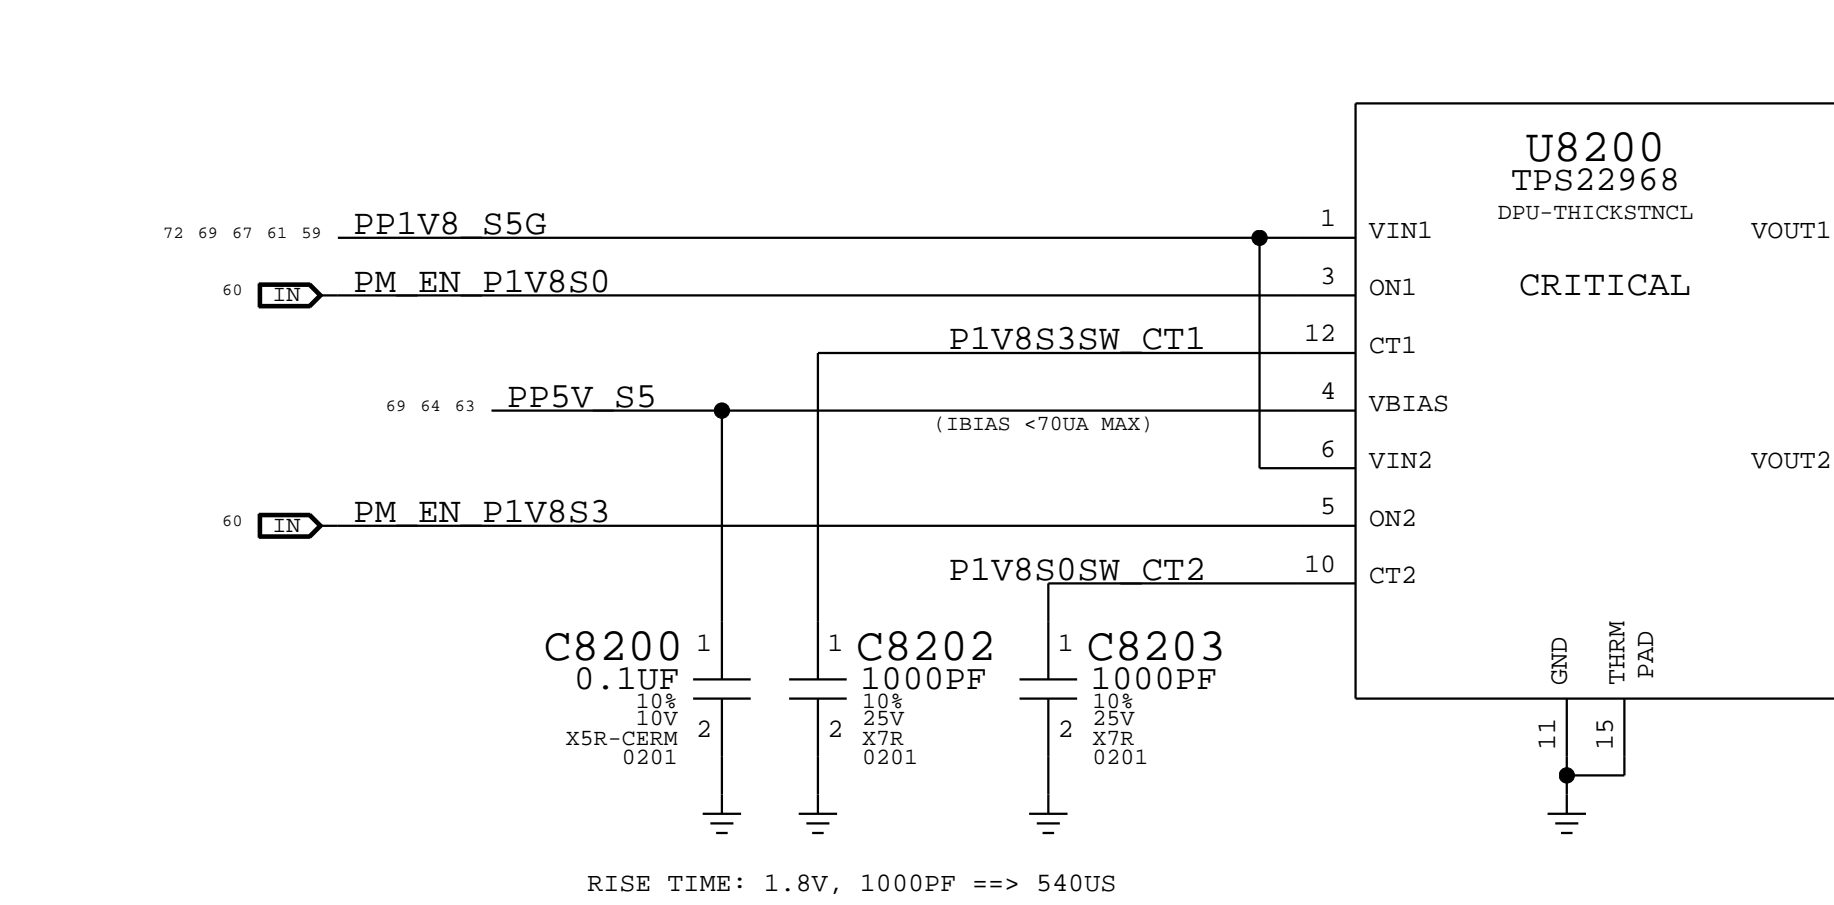 U8200
TPS22968
DPU-THICKSTNCL
CRITICAL
72 69 67 61 59 PP1V8_S5G 1 VIN1 VOUT1
60 IN PM_EN_P1V8S0 3 ON1
P1V8S3SW_CT1 12 CT1
69 64 63 PP5V_S5 4 VBIAS
(IBIAS <70UA MAX)
6 VIN2 VOUT2
60 IN PM_EN_P1V8S3 5 ON2
P1V8S0SW_CT2 10 CT2
C8200 1
0.1UF
10%
10V
X5R-CERM
0201
2
1 C8202
1000PF
10%
25V
X7R
0201
2
1 C8203
1000PF
10%
25V
X7R
0201
2
GND
THRM
PAD
11
15
RISE TIME: 1.8V, 1000PF ==> 540US